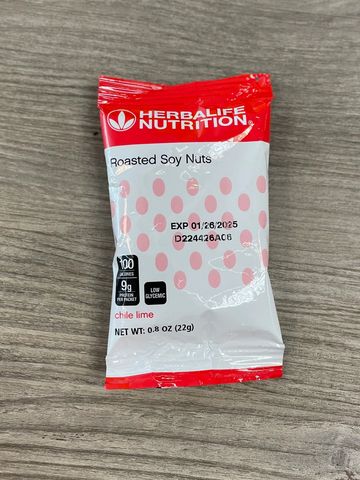 HERBALIFE
NUTRITION®
Roasted Soy Nuts
EXP 01/26/2025
D224426A06
100
CALORIES
9g
PROTEIN
PER PACKET
LOW
GLYCEMIC
chile lime
NET WT: 0.8 OZ (22g)